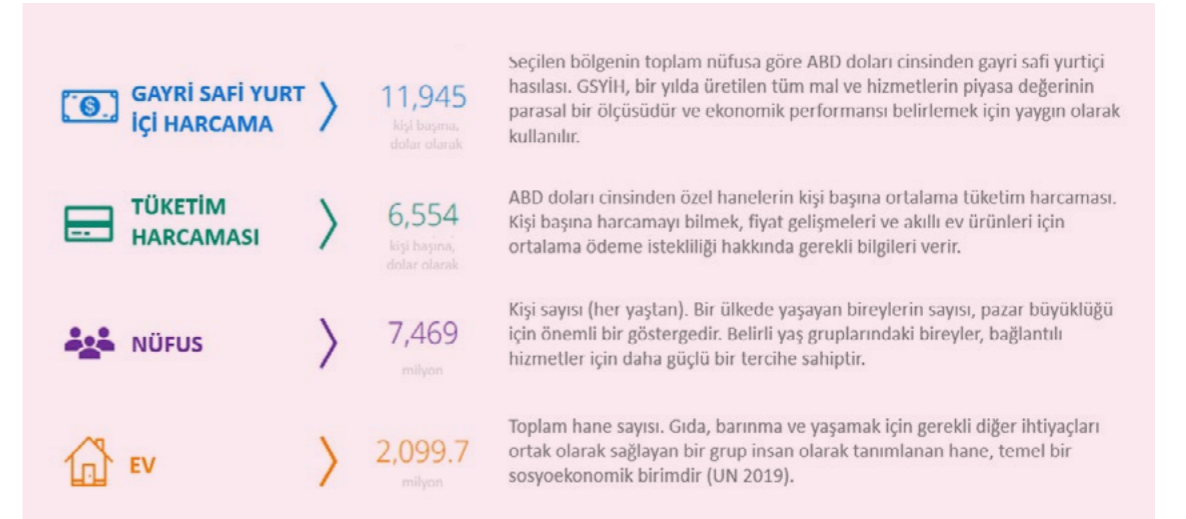 GAYRİ SAFİ YURT
İÇİ HARCAMA
11,945
kişi başına,
dolar olarak
Seçilen bölgenin toplam nüfusa göre ABD doları cinsinden gayri safi yurtiçi
hasılası. GSYİH, bir yılda üretilen tüm mal ve hizmetlerin piyasa değerinin
parasal bir ölçüsüdür ve ekonomik performansı belirlemek için yaygın olarak
kullanılır.
TÜKETİM
HARCAMASI
6,554
kişi başına,
dolar olarak
ABD doları cinsinden özel hanelerin kişi başına ortalama tüketim harcaması.
Kişi başına harcamayı bilmek, fiyat gelişmeleri ve akıllı ev ürünleri için
ortalama ödeme istekliliği hakkında gerekli bilgileri verir.
NÜFUS
7,469
milyon
Kişi sayısı (her yaştan). Bir ülkede yaşayan bireylerin sayısı, pazar büyüklüğü
için önemli bir göstergedir. Belirli yaş gruplarındaki bireyler, bağlantılı
hizmetler için daha güçlü bir tercihe sahiptir.
EV
2,099.7
milyon
Toplam hane sayısı. Gıda, barınma ve yaşamak için gerekli diğer ihtiyaçları
ortak olarak sağlayan bir grup insan olarak tanımlanan hane, temel bir
sosyoekonomik birimdir (UN 2019).